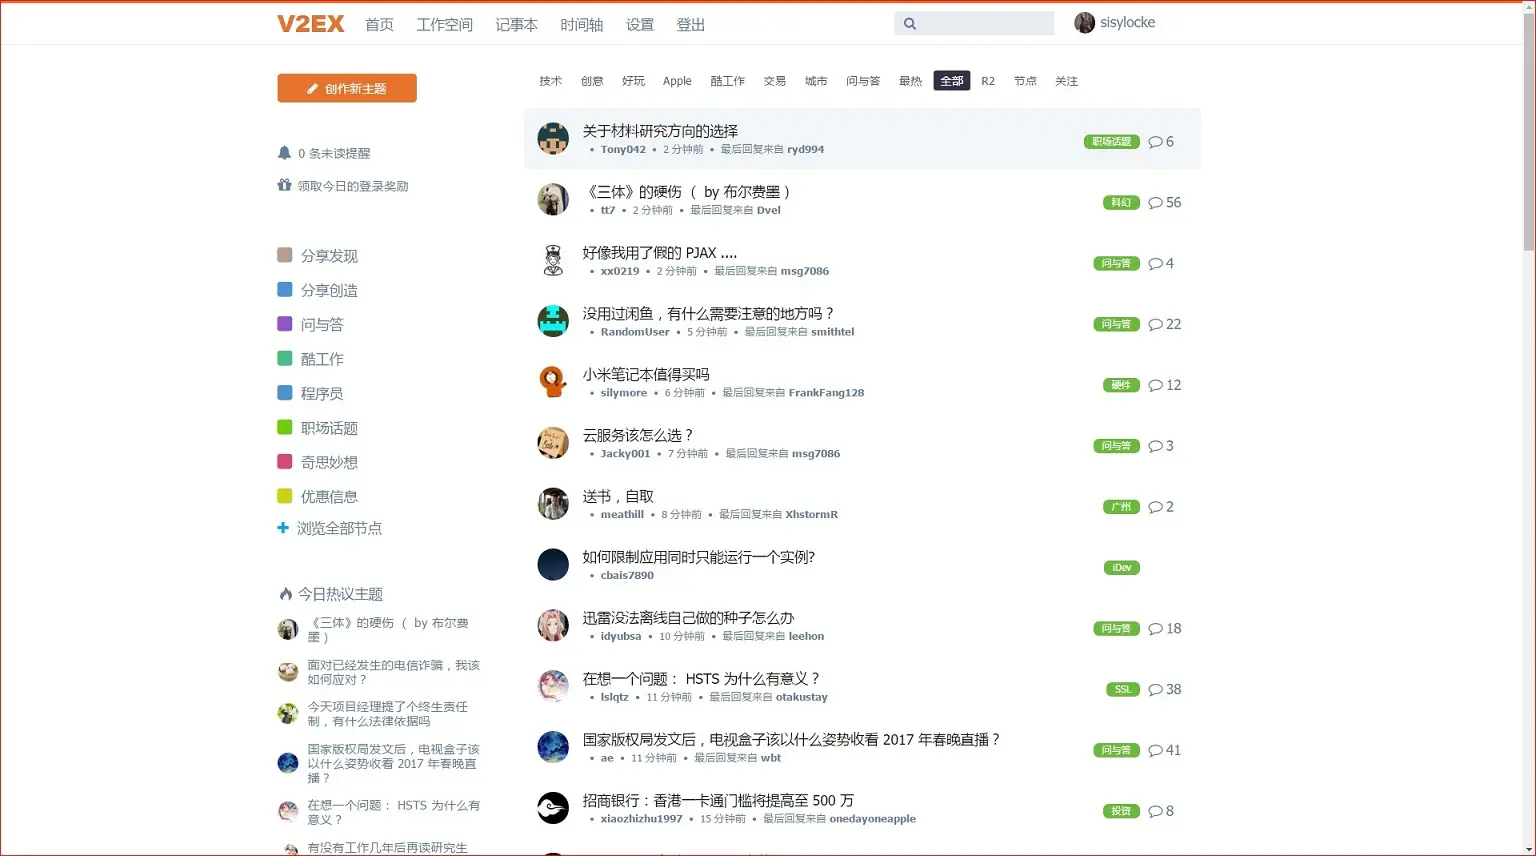 V2EX 首页 工作空间 记事本 时间轴 设置 登出 sisylocke
创作新主题
0 条未读提醒
领取今日的登录奖励
分享发现
分享创造
问与答
酷工作
程序员
职场话题
奇思妙想
优惠信息
浏览全部节点
今日热议主题
《三体》的硬伤 （ by 布尔费
墨 ）
面对已经发生的电信诈骗，我该
如何应对？
今天项目经理提了个终生责任
制，有什么法律依据吗
国家版权局发文后，电视盒子该
以什么姿势收看 2017 年春晚直
播？
在想一个问题： HSTS 为什么有
意义？
有没有工作几年后再读研究生
技术 创意 好玩 Apple 酷工作 交易 城市 问与答 最热 全部 R2 节点 关注
关于材料研究方向的选择
• Tony042 • 2 分钟前 • 最后回复来自 ryd994
职场话题 6
《三体》的硬伤 （ by 布尔费墨 ）
• tt7 • 2 分钟前 • 最后回复来自 Dvel
科幻 56
好像我用了假的 PJAX ....
• xx0219 • 2 分钟前 • 最后回复来自 msg7086
问与答 4
没用过闲鱼，有什么需要注意的地方吗？
• RandomUser • 5 分钟前 • 最后回复来自 smithtel
问与答 22
小米笔记本值得买吗
• silymore • 6 分钟前 • 最后回复来自 FrankFang128
硬件 12
云服务该怎么选？
• Jacky001 • 7 分钟前 • 最后回复来自 msg7086
问与答 3
送书，自取
• meathill • 8 分钟前 • 最后回复来自 XhstormR
广州 2
如何限制应用同时只能运行一个实例?
• cbais7890
iDev
迅雷没法离线自己做的种子怎么办
• idyubsa • 10 分钟前 • 最后回复来自 leehon
问与答 18
在想一个问题： HSTS 为什么有意义？
• lslqtz • 11 分钟前 • 最后回复来自 otakustay
SSL 38
国家版权局发文后，电视盒子该以什么姿势收看 2017 年春晚直播？
• ae • 11 分钟前 • 最后回复来自 wbt
问与答 41
招商银行：香港一卡通门槛将提高至 500 万
• xiaozhizhu1997 • 15 分钟前 • 最后回复来自 onedayoneapple
投资 8